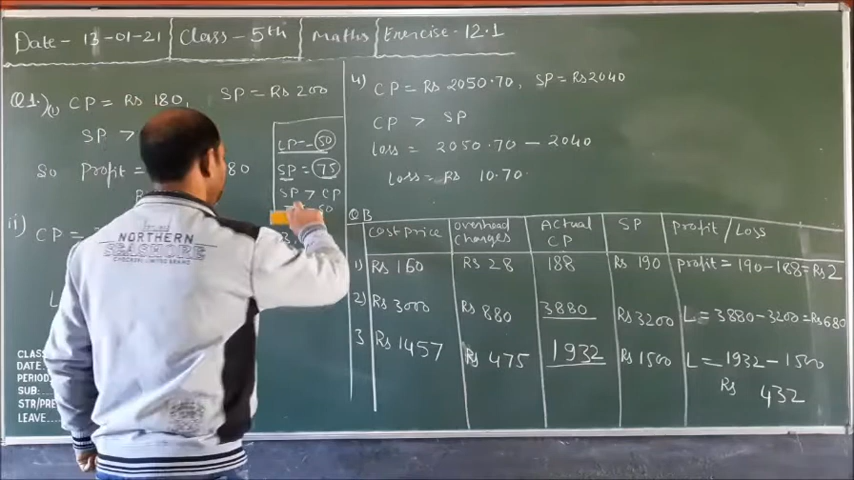 Date - 13-01-21 Class - 5th Maths Exercise - 12.1
Q1.) (i) CP = Rs 180, SP = Rs 200
SP >
So Profit =
ii) CP =
CP - 50
SP = 75
SP > CP
4) CP = Rs 2050.70, SP = Rs 2040
CP > SP
Loss = 2050.70 - 2040
Loss = Rs 10.70
QB
Cost Price Overhead Charges Actual CP SP Profit / Loss
1) Rs 160 Rs 28 188 Rs 190 Profit = 190-188 = Rs 2
2) Rs 3000 Rs 880 3880 Rs 3200 L = 3880-3200 = Rs 680
3 Rs 1457 Rs 475 1932 Rs 1500 L = 1932-1500
Rs 432
CLASS
DATE
PERIOD
SUB:
STR/PRE
LEAVE
NORTHERN
SEASHORE